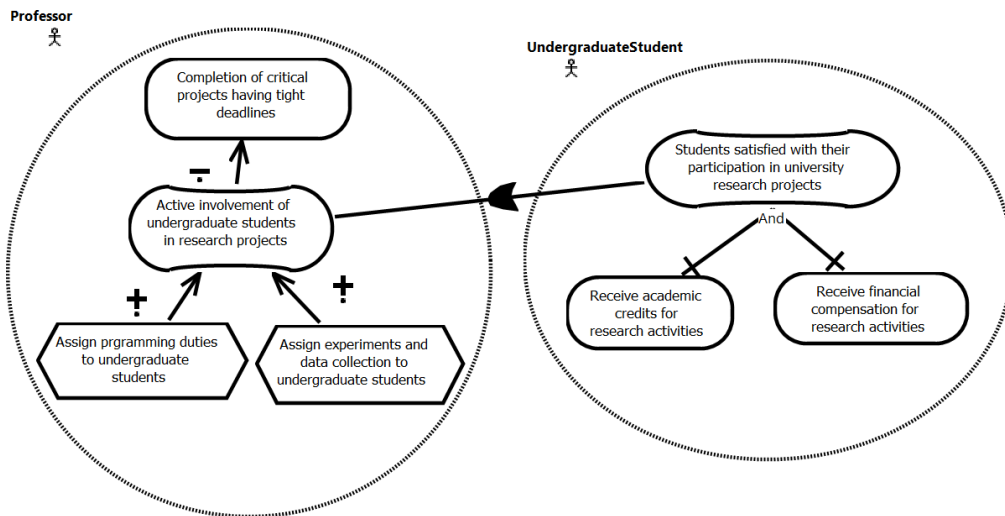 Professor
Completion of critical
projects having tight
deadlines
Active involvement of
undergraduate students
in research projects
Assign prgramming duties
to undergraduate
students
Assign experiments and
data collection to
undergraduate students
UndergraduateStudent
Students satisfied with their
participation in university
research projects
And
Receive academic
credits for
research activities
Receive financial
compensation for
research activities